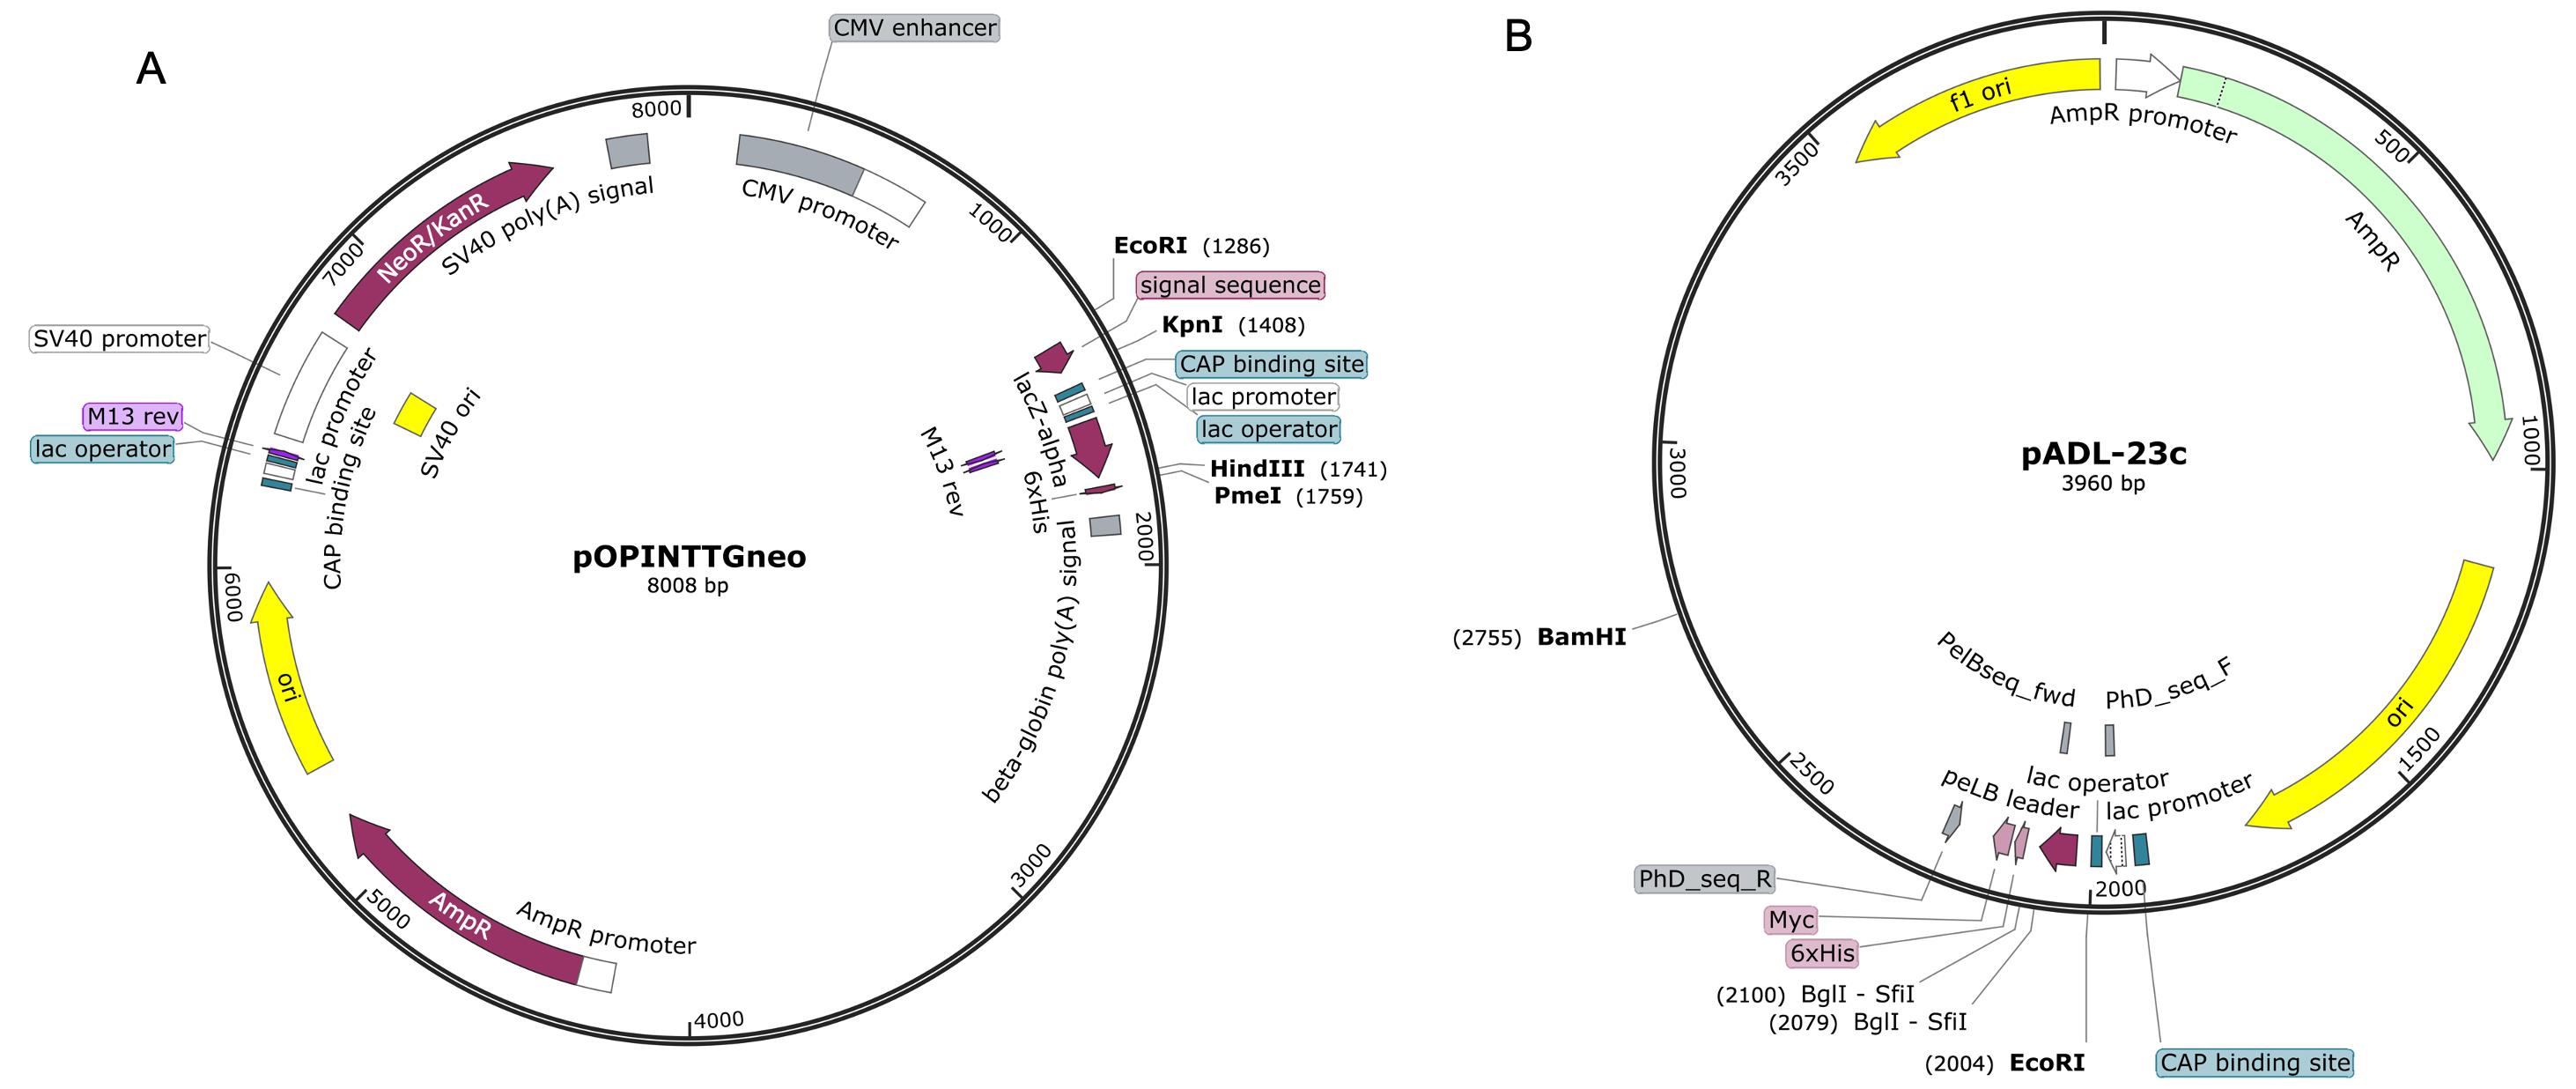 A
CMV enhancer
8000
CMV promoter
1000
SV40 poly(A) signal
NeoR/KanR
7000
EcoRI (1286)
signal sequence
KpnI (1408)
CAP binding site
lac promoter
lac operator
HindIII (1741)
PmeI (1759)
lacZ-alpha
M13 rev
6xHis
2000
beta-globin poly(A) signal
SV40 promoter
SV40 ori
M13 rev
lac operator
lac promoter
CAP binding site
pOPINTTGneo
8008 bp
6000
ori
5000
AmpR
AmpR promoter
4000
3000
B
f1 ori
AmpR promoter
500
AmpR
3500
1000
pADL-23c
3960 bp
3000
(2755) BamHI
PelBseq_fwd
PhD_seq_F
ori
1500
2500
lac operator
peLB leader
lac promoter
2000
PhD_seq_R
Myc
6xHis
(2100) BglI - SfiI
(2079) BglI - SfiI
(2004) EcoRI
CAP binding site